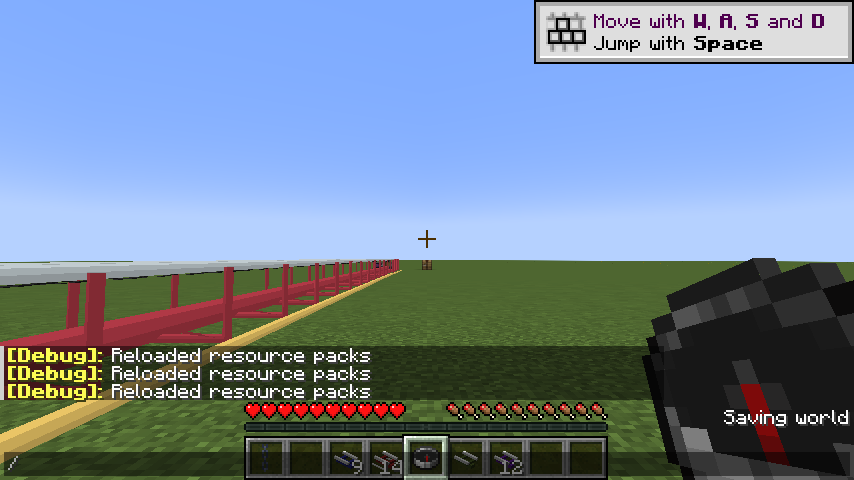 Move with W, A, S and D
Jump with Space
[Debug]: Reloaded resource packs
[Debug]: Reloaded resource packs
[Debug]: Reloaded resource packs
Saving world
9
14
12
/